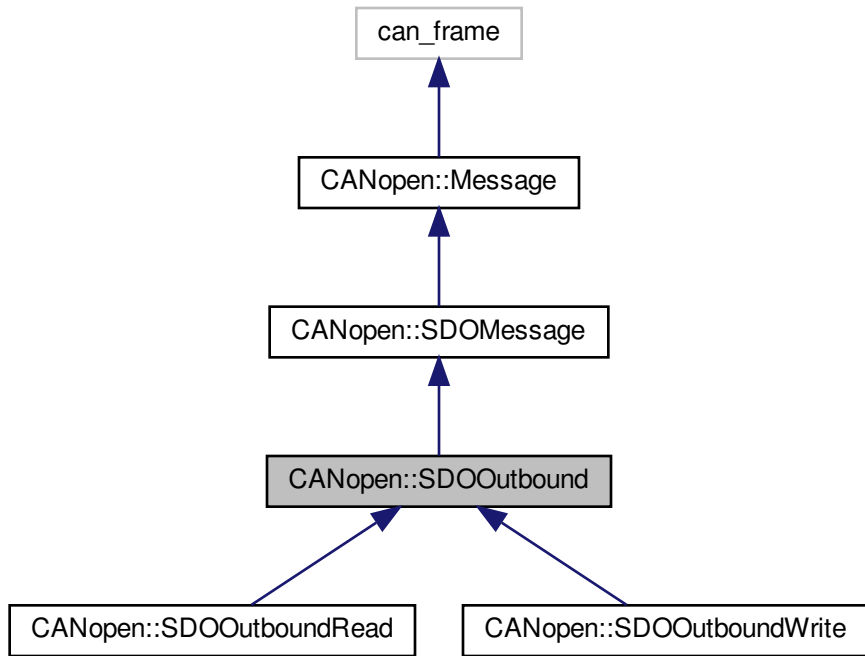 can_frame
CANopen::Message
CANopen::SDOMessage
CANopen::SDOOutbound
CANopen::SDOOutboundRead
CANopen::SDOOutboundWrite